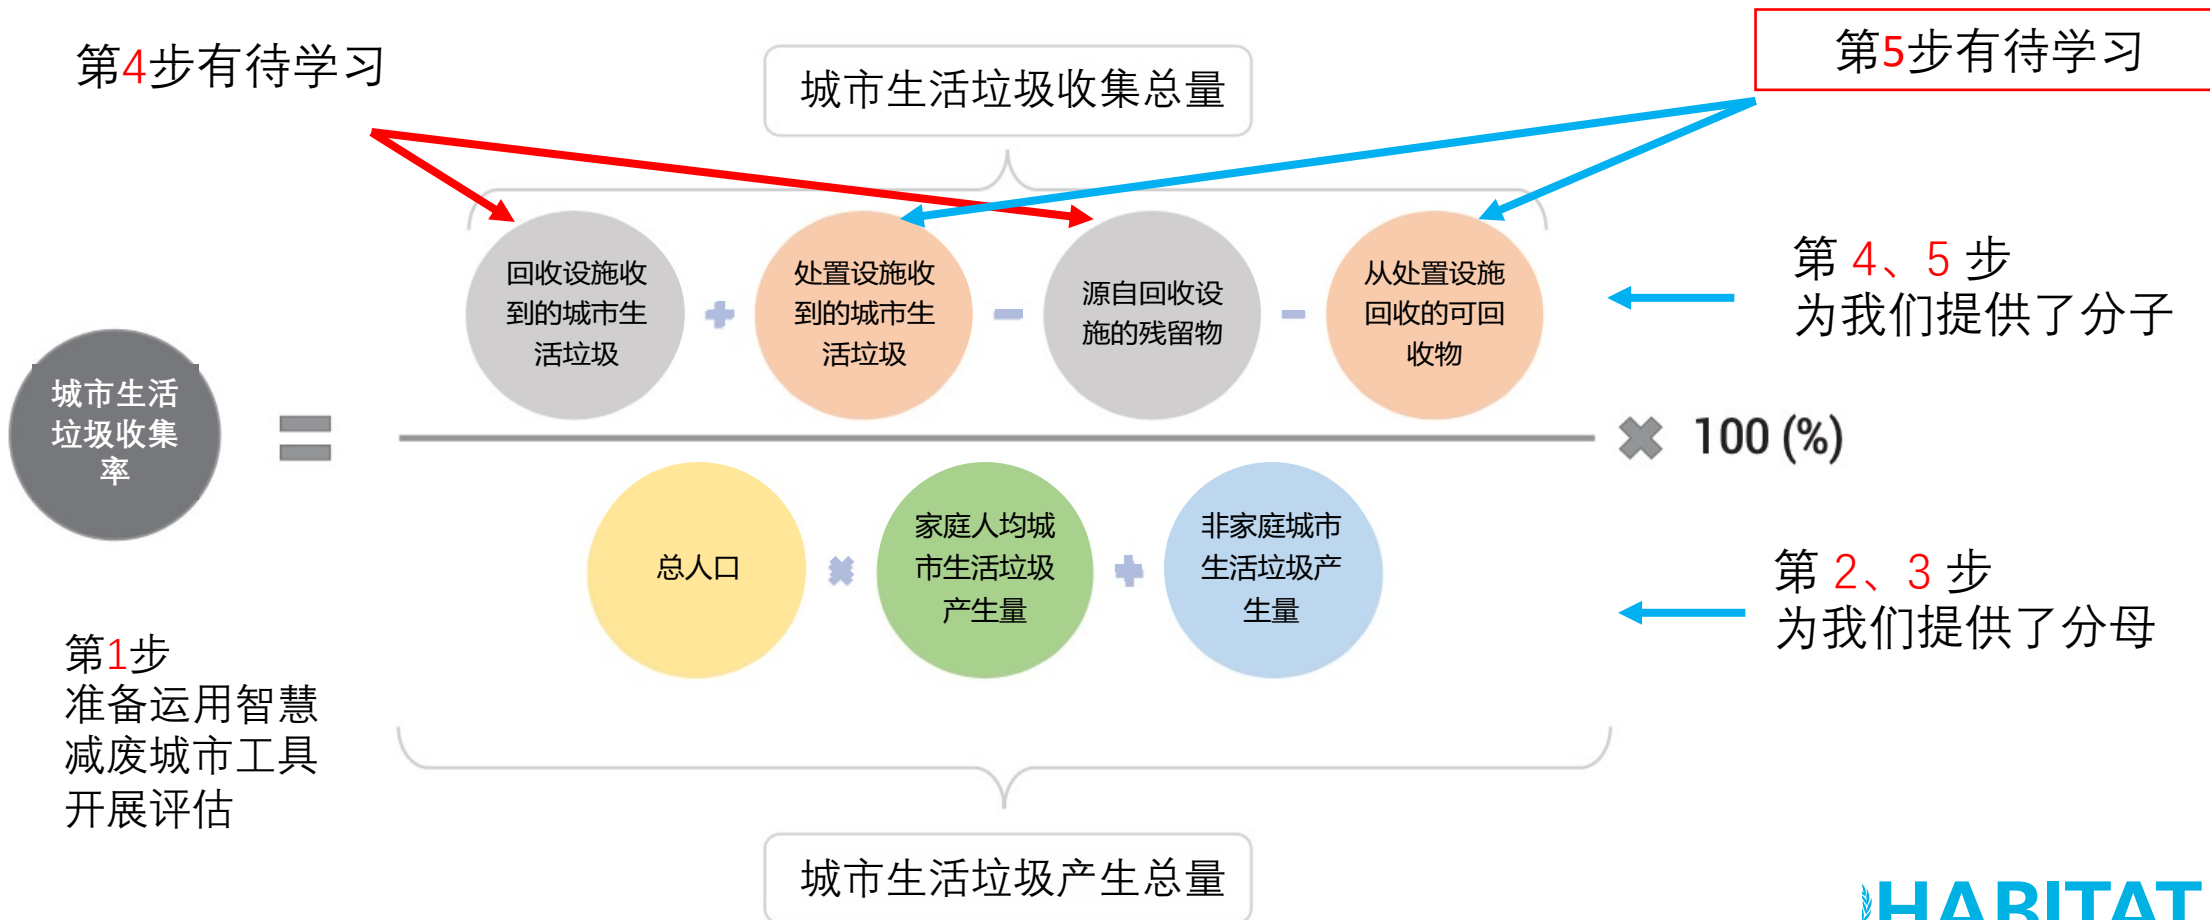 第4步有待学习
城市生活垃圾收集总量
第5步有待学习
回收设施收
到的城市生
活垃圾
+
处置设施收
到的城市生
活垃圾
-
源自回收设
施的残留物
-
从处置设施
回收的可回
收物
第 4、5 步
为我们提供了分子
城市生活
垃圾收集
率
=
× 100 (%)
总人口
×
家庭人均城
市生活垃圾
产生量
+
非家庭城市
生活垃圾产
生量
第 2、3 步
为我们提供了分母
第1步
准备运用智慧
减废城市工具
开展评估
城市生活垃圾产生总量
HABITAT